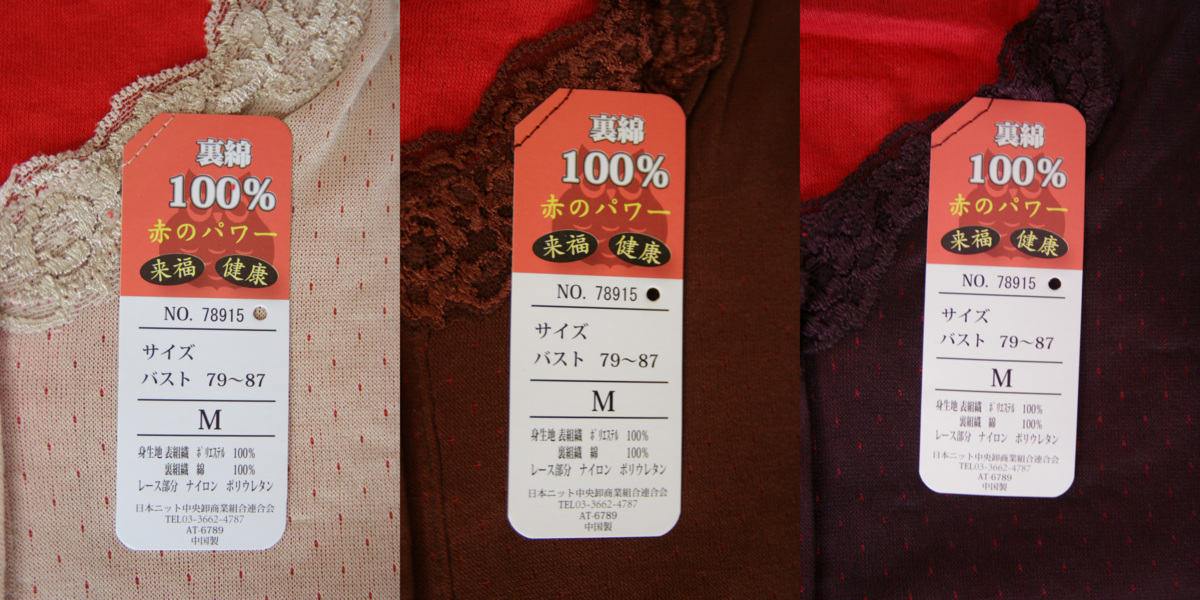 裏綿
100%
赤のパワー
来福 健康
NO. 78915
サイズ
バスト 79〜87
M
身生地 表組織 ポリエステル 100%
裏組織 綿 100%
レース部分 ナイロン ポリウレタン
日本ニット中央卸商業組合連合会
TEL03-3662-4787
AT-6789
中国製
裏綿
100%
赤のパワー
来福 健康
NO. 78915
サイズ
バスト 79〜87
M
身生地 表組織 ポリエステル 100%
裏組織 綿 100%
レース部分 ナイロン ポリウレタン
日本ニット中央卸商業組合連合会
TEL03-3662-4787
AT-6789
中国製
裏綿
100%
赤のパワー
来福 健康
NO. 78915
サイズ
バスト 79〜87
M
身生地 表組織 ポリエステル 100%
裏組織 綿 100%
レース部分 ナイロン ポリウレタン
日本ニット中央卸商業組合連合会
TEL03-3662-4787
AT-6789
中国製